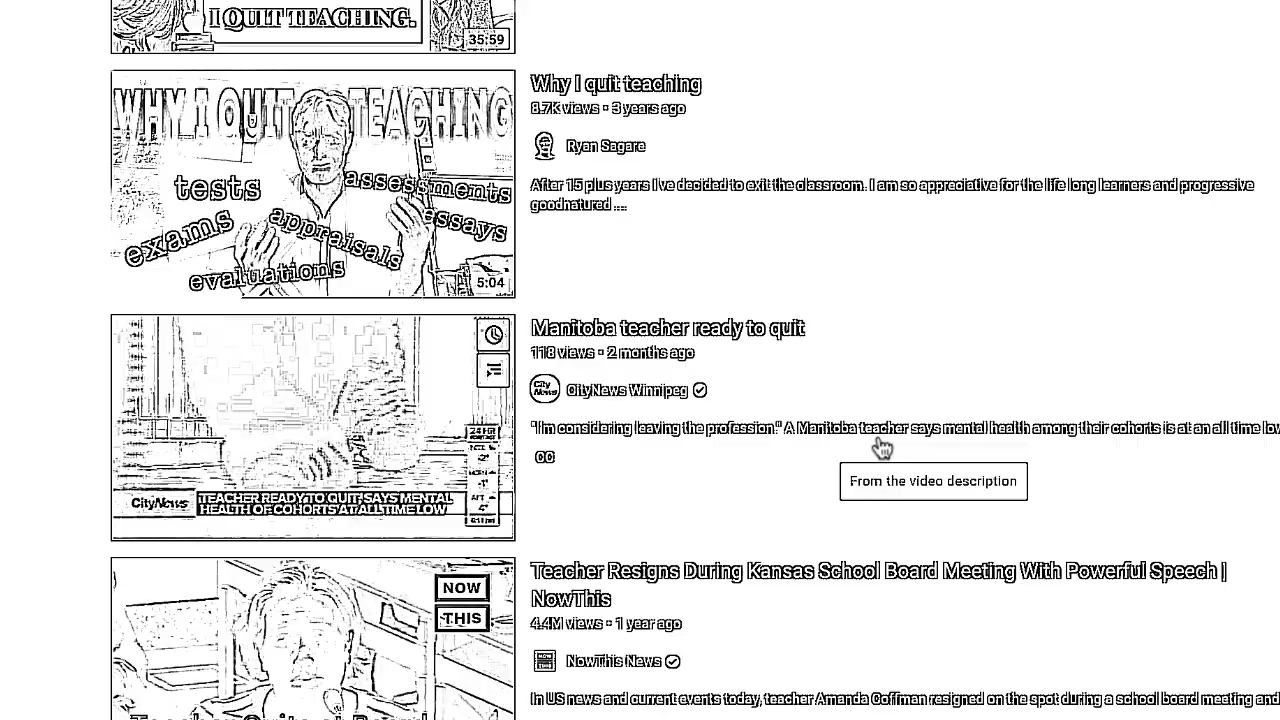 I QUIT TEACHING.
35:59
WHY I QUIT TEACHING
tests
assessments
exams
appraisals
essays
evaluations
5:04
Why I quit teaching
8.7K views • 3 years ago
Ryan Sagare
After 15 plus years I've decided to exit the classroom. I am so appreciative for the life long learners and progressive
goodnatured ...
CityNews
TEACHER READY TO QUIT, SAYS MENTAL
HEALTH OF COHORTS AT ALL TIME LOW
Manitoba teacher ready to quit
118 views • 2 months ago
City News
CityNews Winnipeg
"I'm considering leaving the profession." A Manitoba teacher says mental health among their cohorts is at an all time low
CC
From the video description
NOW
THIS
Teacher Resigns During Kansas School Board Meeting With Powerful Speech |
NowThis
4.4M views • 1 year ago
NowThis News
In US news and current events today, teacher Amanda Coffman resigned on the spot during a school board meeting and